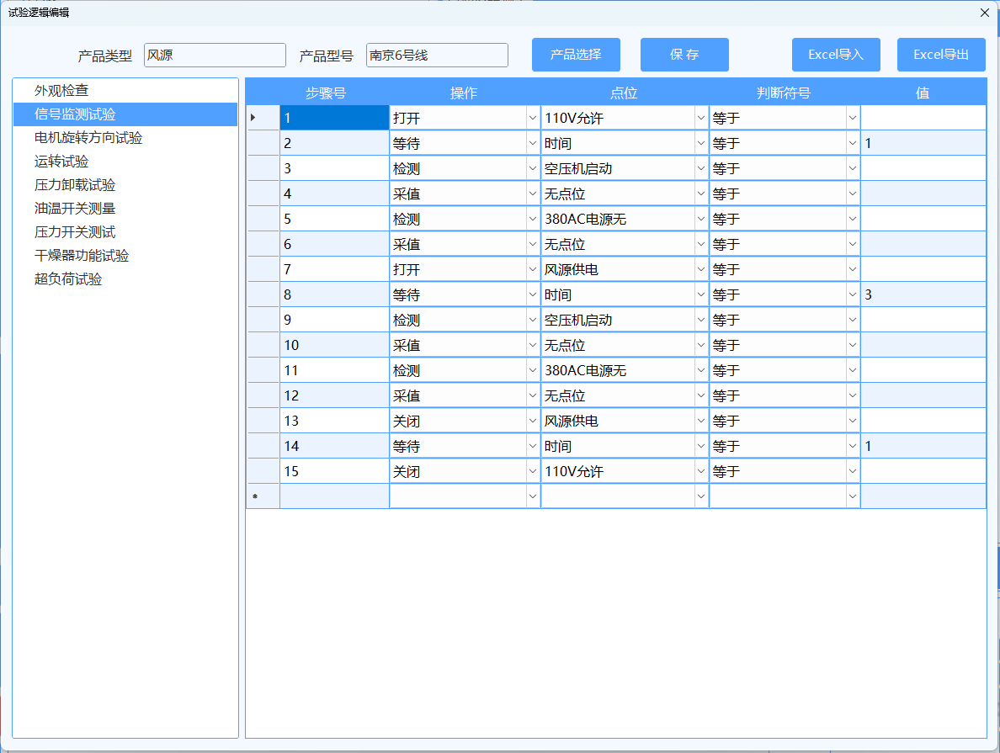 试验逻辑编辑
产品类型 风源 产品型号 南京6号线 产品选择 保存 Excel导入 Excel导出
外观检查
信号监测试验
电机旋转方向试验
运转试验
压力卸载试验
油温开关测量
压力开关测试
干燥器功能试验
超负荷试验
步骤号 操作 点位 判断符号 值
1 打开 110V允许 等于
2 等待 时间 等于 1
3 检测 空压机启动 等于
4 采值 无点位 等于
5 检测 380AC电源无 等于
6 采值 无点位 等于
7 打开 风源供电 等于
8 等待 时间 等于 3
9 检测 空压机启动 等于
10 采值 无点位 等于
11 检测 380AC电源无 等于
12 采值 无点位 等于
13 关闭 风源供电 等于
14 等待 时间 等于 1
15 关闭 110V允许 等于